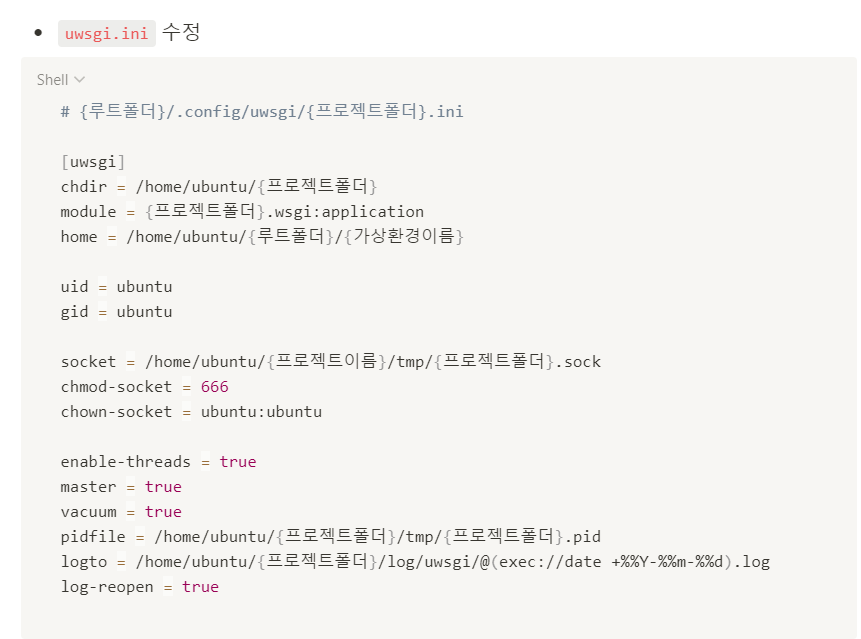 uwsgi.ini 수정
Shell
# {루트폴더}/.config/uwsgi/{프로젝트폴더}.ini
[uwsgi]
chdir = /home/ubuntu/{프로젝트폴더}
module = {프로젝트폴더}.wsgi:application
home = /home/ubuntu/{루트폴더}/{가상환경이름}
uid = ubuntu
gid = ubuntu
socket = /home/ubuntu/{프로젝트이름}/tmp/{프로젝트폴더}.sock
chmod-socket = 666
chown-socket = ubuntu:ubuntu
enable-threads = true
master = true
vacuum = true
pidfile = /home/ubuntu/{프로젝트폴더}/tmp/{프로젝트폴더}.pid
logto = /home/ubuntu/{프로젝트폴더}/log/uwsgi/@(exec://date +%%Y-%%m-%%d).log
log-reopen = true